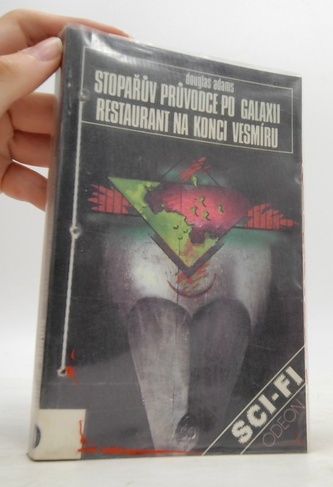 douglas adams
STOPAŘŮV PRŮVODCE PO GALAXII
RESTAURANT NA KONCI VESMÍRU
SCI-FI
ODEON